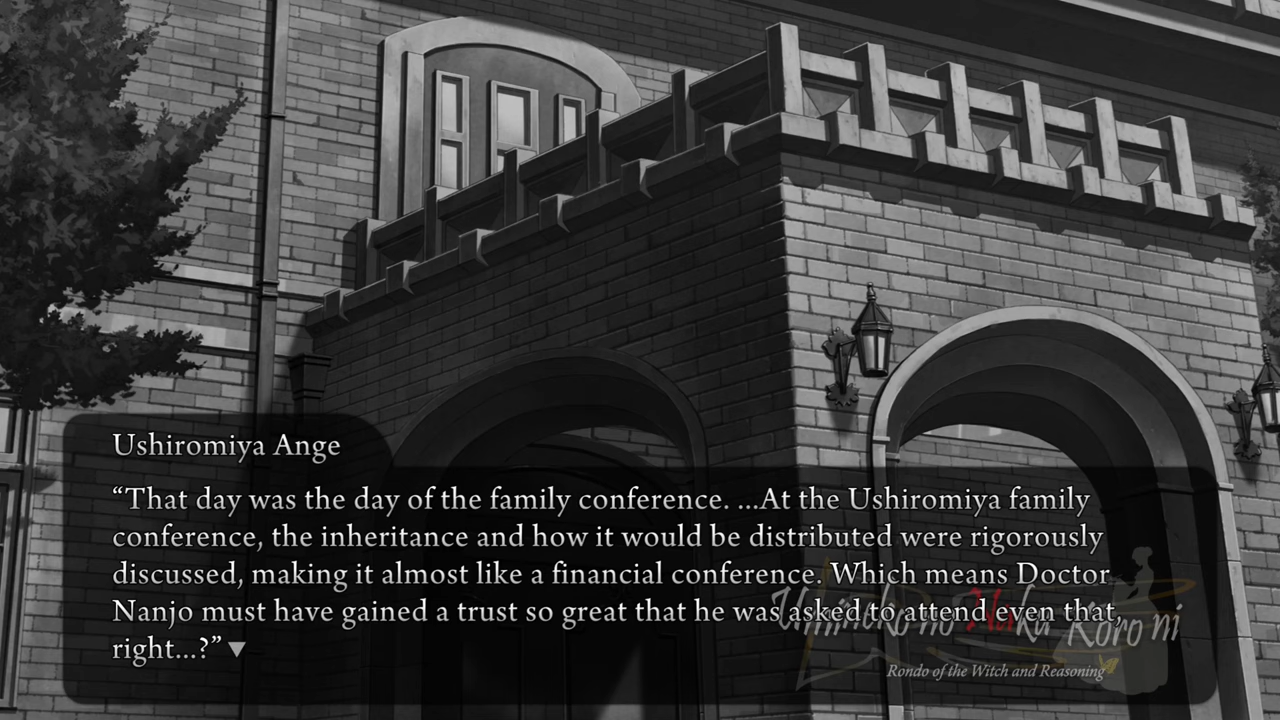 Ushiromiya Ange
“That day was the day of the family conference. ...At the Ushiromiya family
conference, the inheritance and how it would be distributed were rigorously
discussed, making it almost like a financial conference. Which means Doctor
Nanjo must have gained a trust so great that he was asked to attend even that,
right...?”
Umineko no Naku Koro ni
Rondo of the Witch and Reasoning